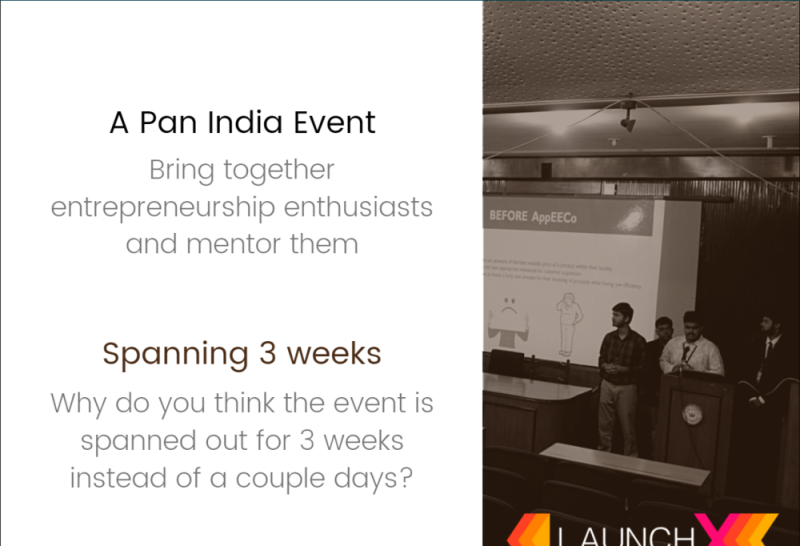 A Pan India Event
Bring together
entrepreneurship enthusiasts
and mentor them
Spanning 3 weeks
Why do you think the event is
spanned out for 3 weeks
instead of a couple days?
BEFORE AppEECo
LAUNCH X